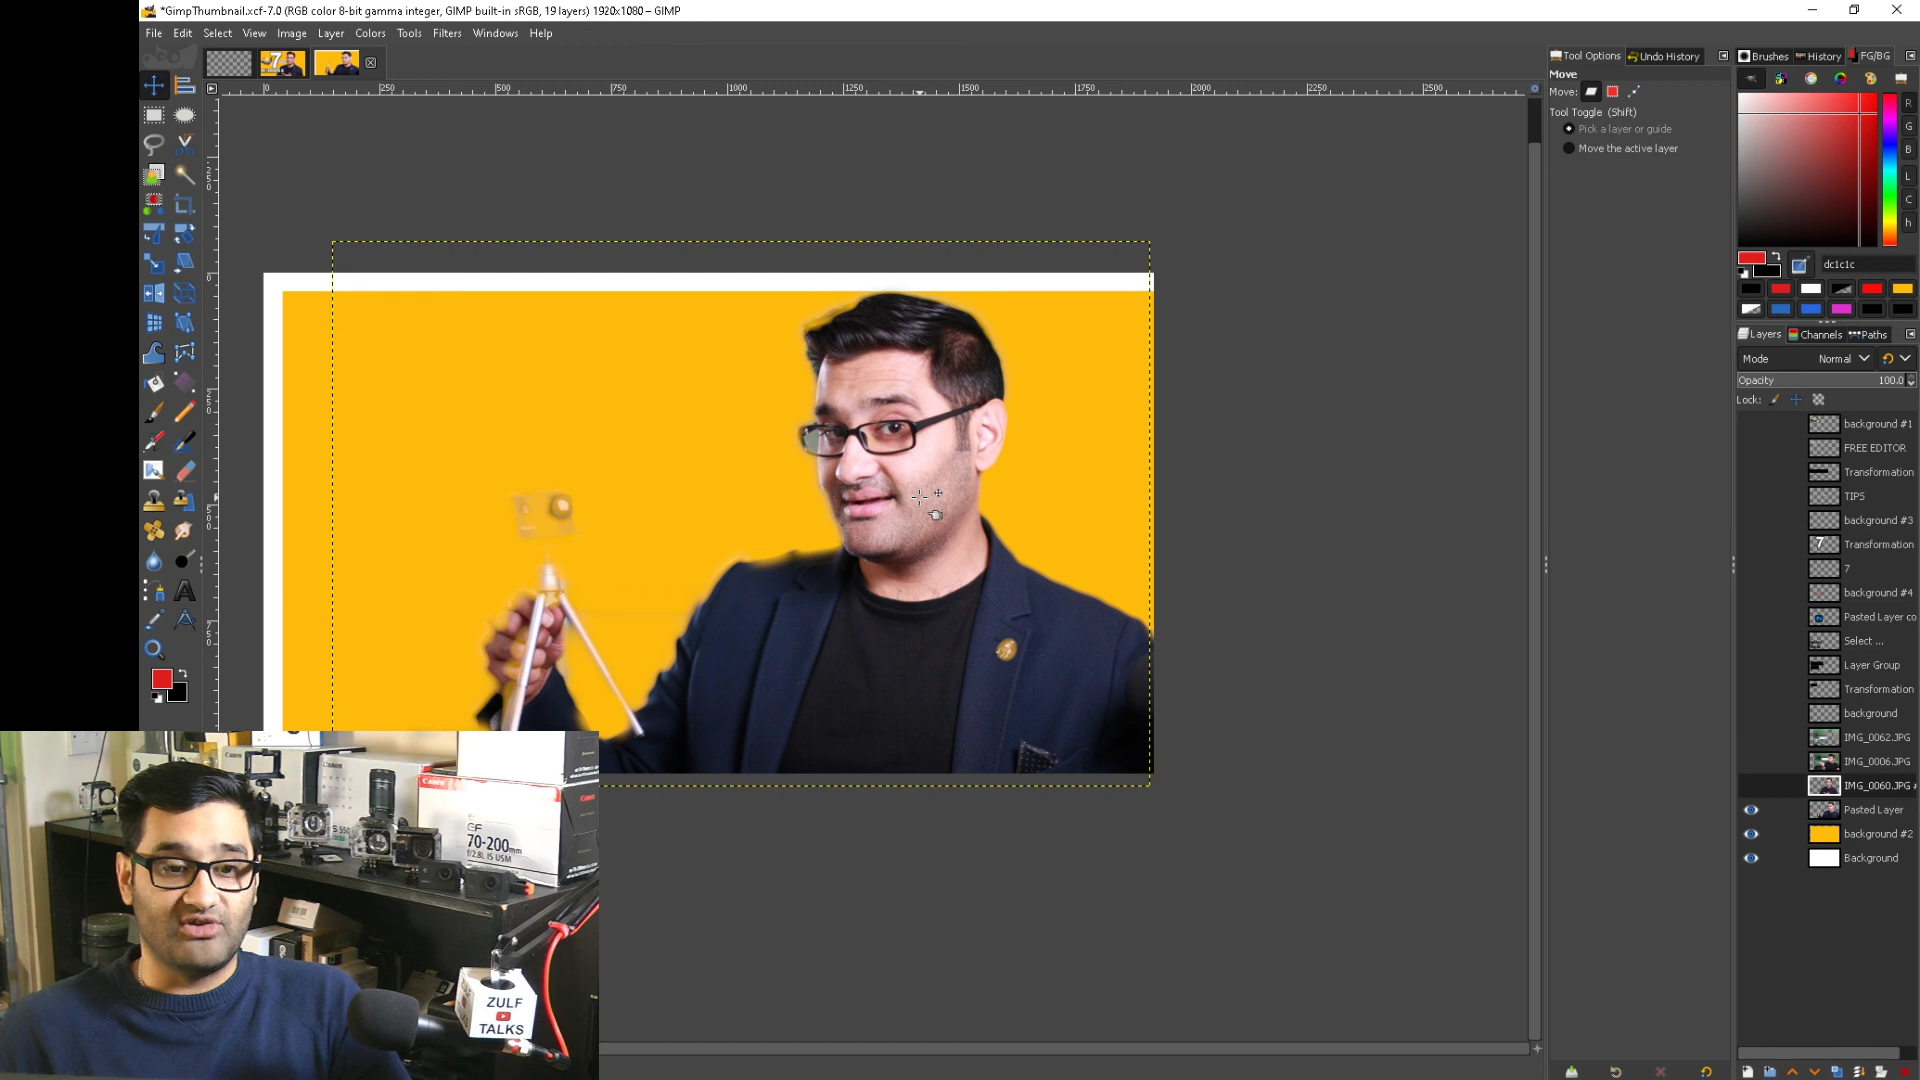 *GimpThumbnail.xcf-7.0 (RGB color 8-bit gamma integer, GIMP built-in sRGB, 19 layers) 1920x1080 – GIMP
File Edit Select View Image Layer Colors Tools Filters Windows Help
Tool Options Undo History
Brushes History FG/BG
Move
Move:
Tool Toggle (Shift)
Pick a layer or guide
Move the active layer
0 250 500 750 1000 1250 1500 1750 2000 2250 2500
R
G
B
L
C
h
dc1c1c
Layers Channels Paths
Mode Normal
Opacity 100.0
Lock:
background #1
FREE EDITOR
Transformation
TIPS
background #3
Transformation
7
background #4
Pasted Layer co
Select ...
Layer Group
Transformation
background
IMG_0062.JPG
IMG_0006.JPG
IMG_0060.JPG
Pasted Layer
background #2
Background
Canon
Canon
EF
70-200mm
f/2.8L IS USM
ZULF
TALKS